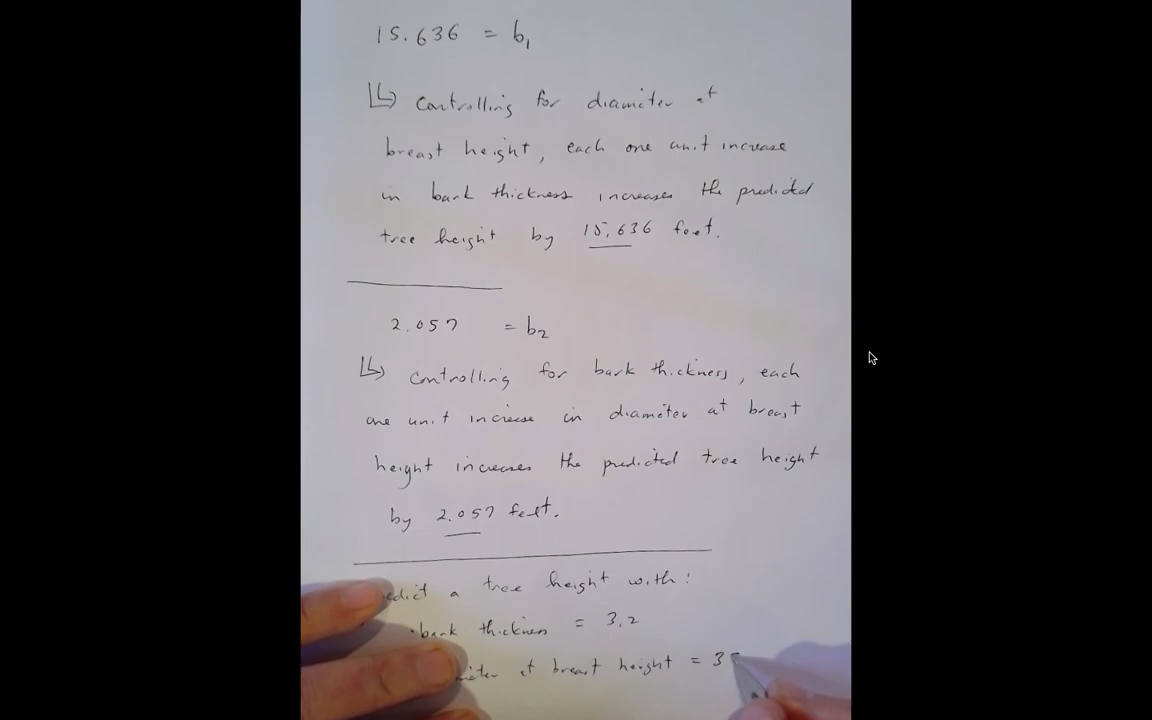 15.636 = b1
↳ Controlling for diameter at
breast height, each one unit increase
in bark thickness increases the predicted
tree height by 15.636 feet.
2.057 = b2
↳ Controlling for bark thickness, each
one unit increase in diameter at breast
height increases the predicted tree height
by 2.057 feet.
a tree height with:
· bark thickness = 3.2
at breast height = 3